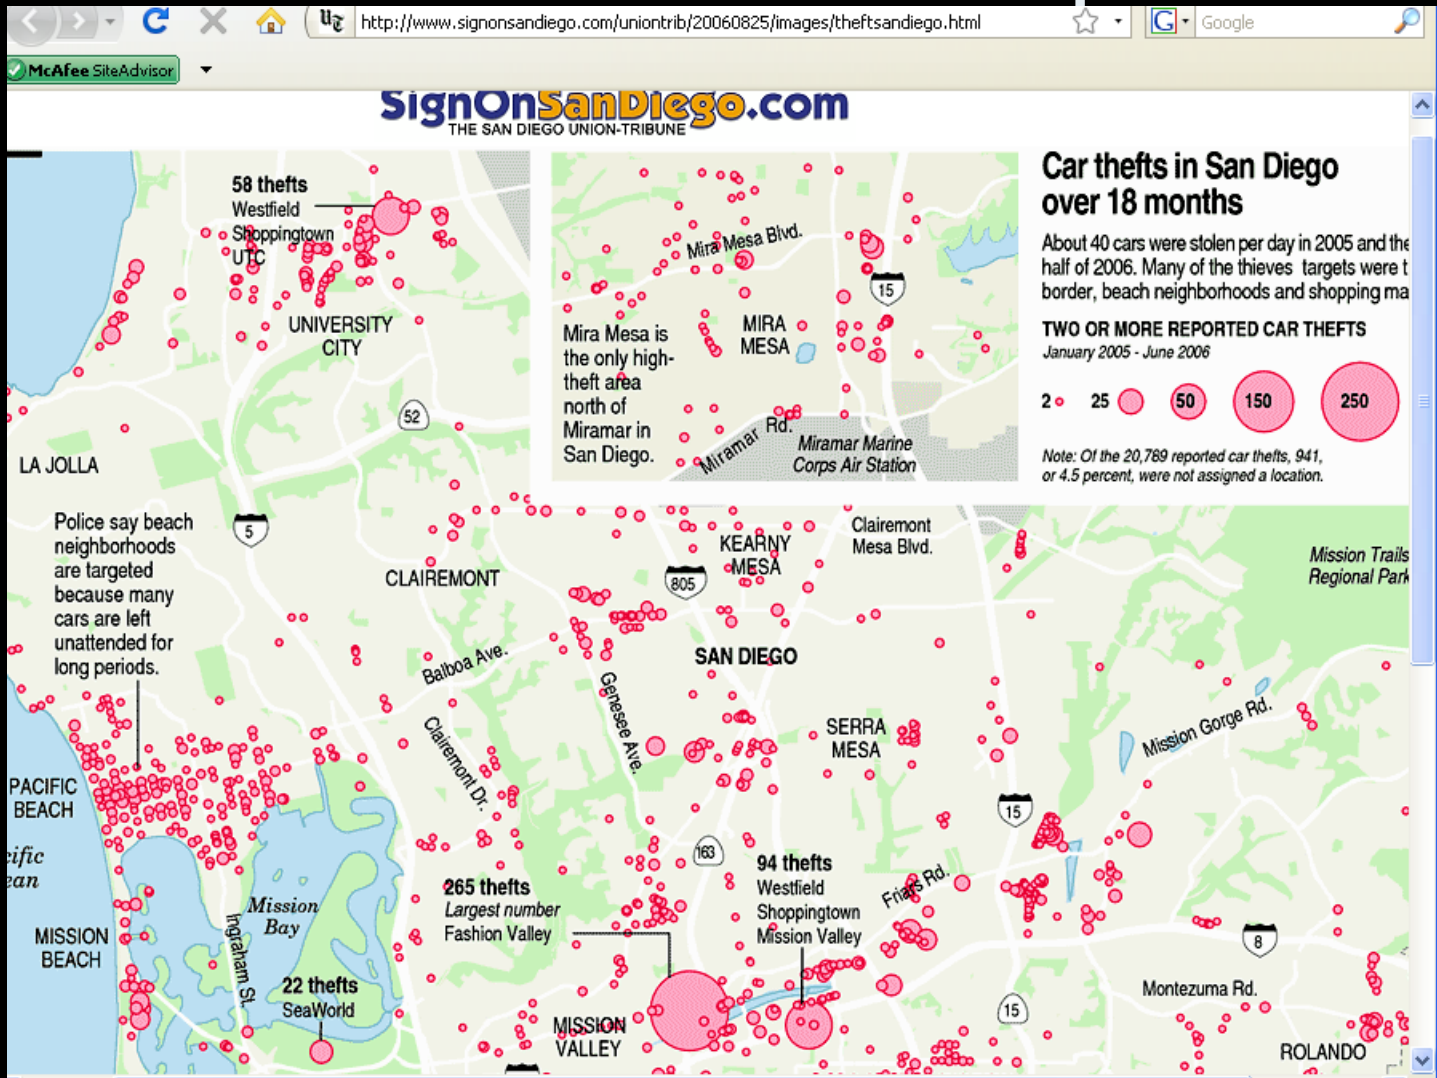 http://www.signonsandiego.com/uniontrib/20060825/images/theftsandiego.html
Google
McAfee SiteAdvisor
SignOnSanDiego.com
THE SAN DIEGO UNION-TRIBUNE
58 thefts
Westfield
Shoppingtown
UTC
UNIVERSITY
CITY
52
LA JOLLA
5
Police say beach
neighborhoods
are targeted
because many
cars are left
unattended for
long periods.
Mira Mesa Blvd.
15
MIRA
MESA
Mira Mesa is
the only high-
theft area
north of
Miramar in
San Diego.
Miramar Rd.
Miramar Marine
Corps Air Station
Car thefts in San Diego
over 18 months
About 40 cars were stolen per day in 2005 and the
half of 2006. Many of the thieves targets were t
border, beach neighborhoods and shopping ma
TWO OR MORE REPORTED CAR THEFTS
January 2005 - June 2006
2 25 50 150 250
Note: Of the 20,789 reported car thefts, 941,
or 4.5 percent, were not assigned a location.
Clairemont
Mesa Blvd.
KEARNY
MESA
805
CLAIREMONT
Mission Trails
Regional Park
Balboa Ave.
SAN DIEGO
Genesee Ave.
Clairemont Dr.
SERRA
MESA
Mission Gorge Rd.
PACIFIC
BEACH
cific
ean
15
163
94 thefts
Westfield
Shoppingtown
Mission Valley
Friars Rd.
265 thefts
Largest number
Fashion Valley
Mission
Bay
Ingraham St.
MISSION
BEACH
22 thefts
SeaWorld
8
Montezuma Rd.
15
MISSION
VALLEY
ROLANDO